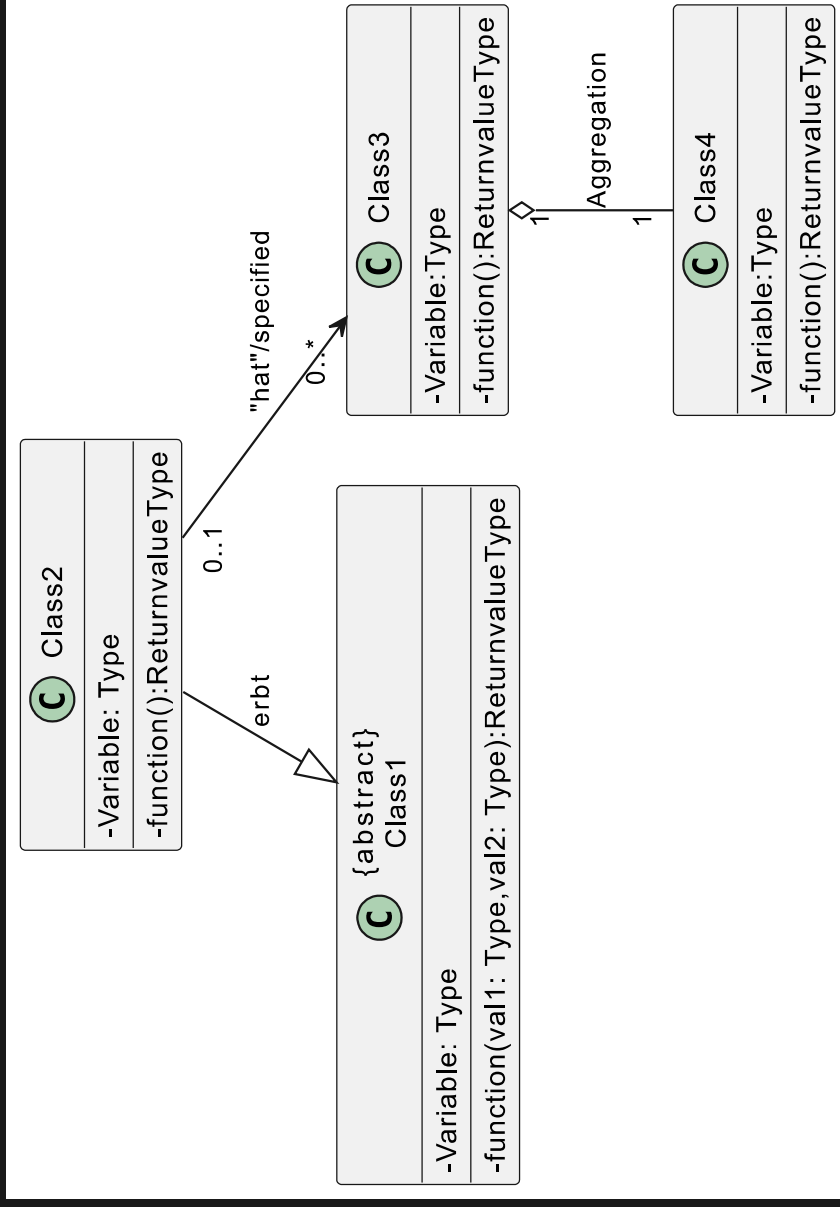 C Class2
-Variable: Type
-function():ReturnvalueType
erbt
0..1
"hat"/specified
0..*
C {abstract}
Class1
-Variable: Type
-function(val1: Type,val2: Type):ReturnvalueType
C Class3
-Variable:Type
-function():ReturnvalueType
1
Aggregation
1
C Class4
-Variable:Type
-function():ReturnvalueType